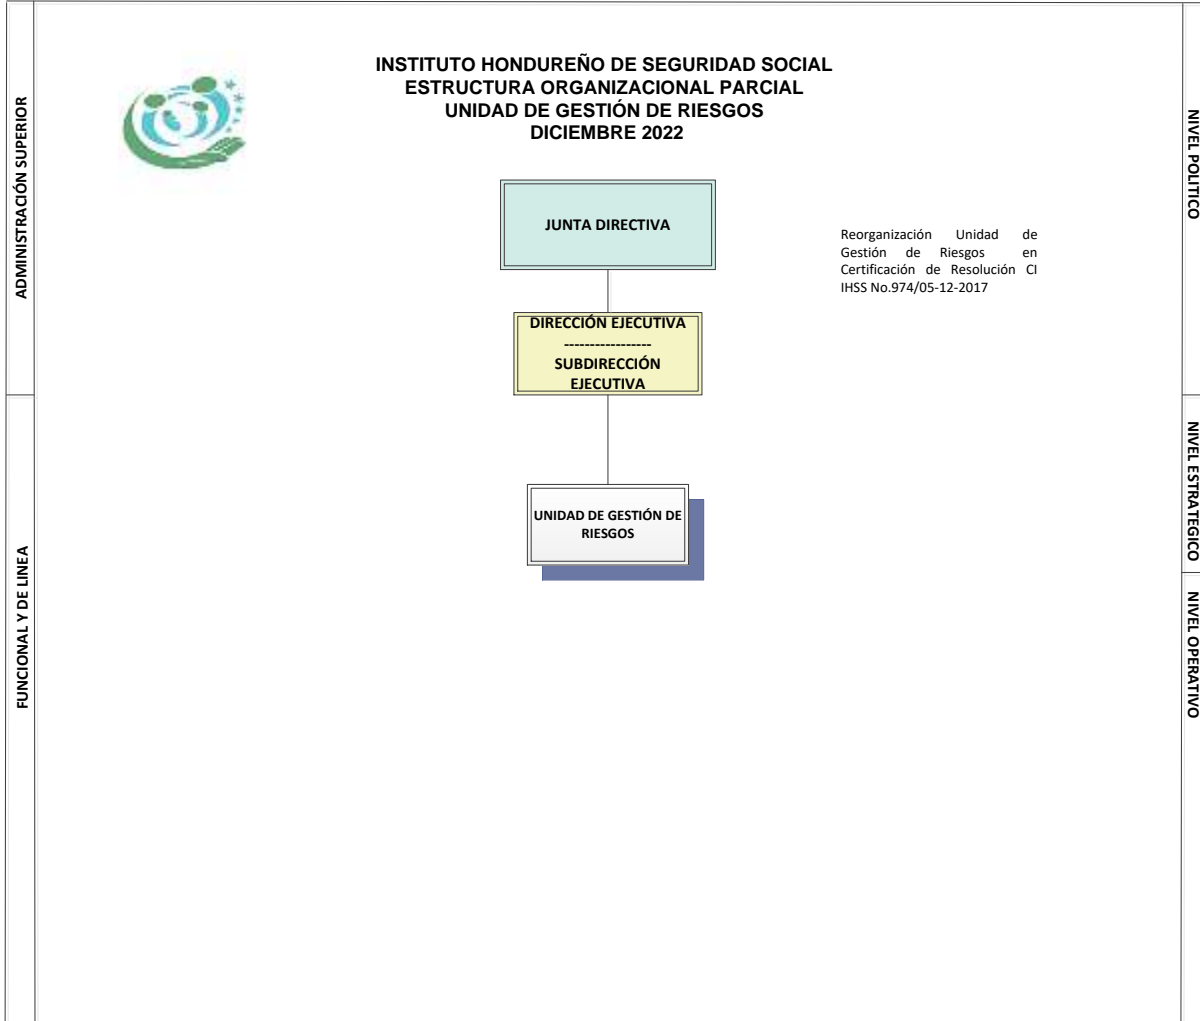 INSTITUTO HONDUREÑO DE SEGURIDAD SOCIAL
ESTRUCTURA ORGANIZACIONAL PARCIAL
UNIDAD DE GESTIÓN DE RIESGOS
DICIEMBRE 2022
ADMINISTRACIÓN SUPERIOR
FUNCIONAL Y DE LINEA
JUNTA DIRECTIVA
Reorganización Unidad de
Gestión de Riesgos en
Certificación de Resolución CI
IHSS No.974/05-12-2017
DIRECCIÓN EJECUTIVA
-----------------
SUBDIRECCIÓN
EJECUTIVA
UNIDAD DE GESTIÓN DE
RIESGOS
NIVEL POLITICO
NIVEL ESTRATEGICO
NIVEL OPERATIVO